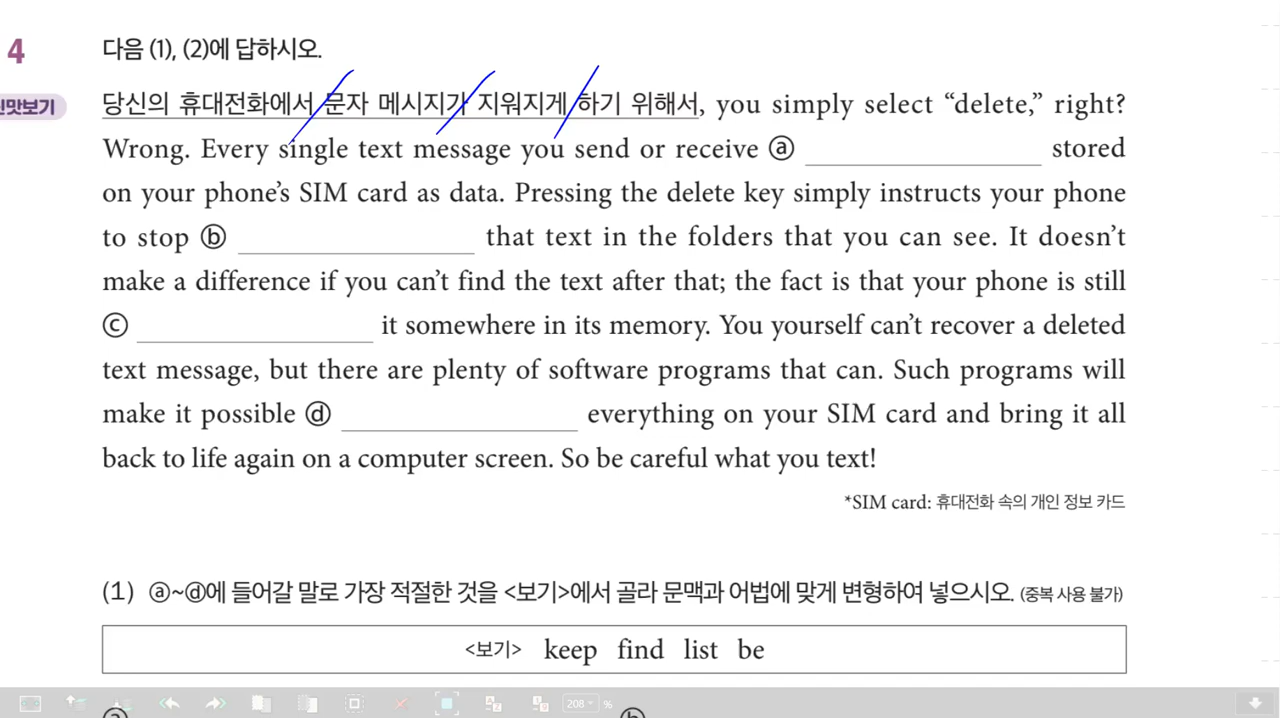 4
다음 (1), (2)에 답하시오.
맛보기
당신의 휴대전화에서 문자 메시지가 지워지게 하기 위해서, you simply select “delete,” right?
Wrong. Every single text message you send or receive ⓐ ____________ stored
on your phone’s SIM card as data. Pressing the delete key simply instructs your phone
to stop ⓑ ____________ that text in the folders that you can see. It doesn’t
make a difference if you can’t find the text after that; the fact is that your phone is still
ⓒ ____________ it somewhere in its memory. You yourself can’t recover a deleted
text message, but there are plenty of software programs that can. Such programs will
make it possible ⓓ ____________ everything on your SIM card and bring it all
back to life again on a computer screen. So be careful what you text!
*SIM card: 휴대전화 속의 개인 정보 카드
(1) ⓐ~ⓓ에 들어갈 말로 가장 적절한 것을 <보기>에서 골라 문맥과 어법에 맞게 변형하여 넣으시오. (중복 사용 불가)
<보기> keep find list be
208 %